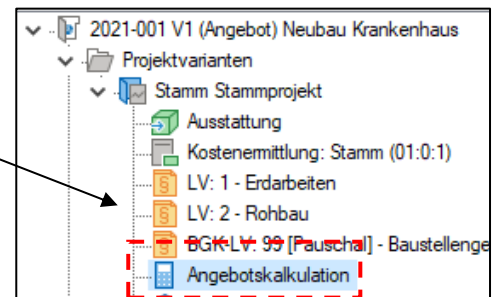 2021-001 V1 (Angebot) Neubau Krankenhaus
Projektvarianten
Stamm Stammprojekt
Ausstattung
Kostenermittlung: Stamm (01:0:1)
LV: 1 - Erdarbeiten
LV: 2 - Rohbau
BGK-LV: 99 [Pauschal] - Baustellenge
Angebotskalkulation